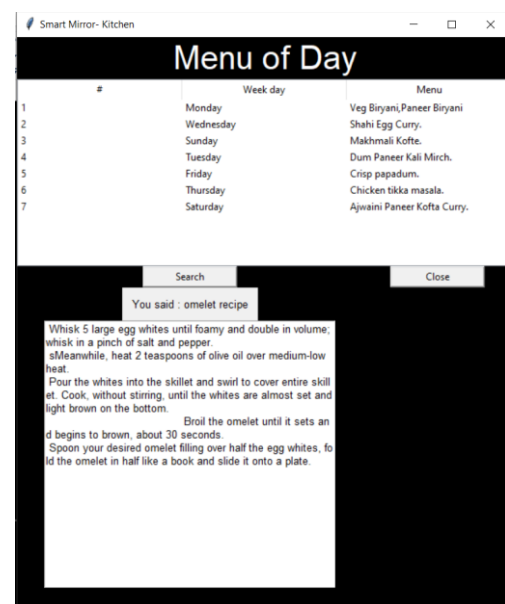 Smart Mirror- Kitchen
Menu of Day
# Week day Menu
1 Monday Veg Biryani,Paneer Biryani
2 Wednesday Shahi Egg Curry.
3 Sunday Makhmali Kofte.
4 Tuesday Dum Paneer Kali Mirch.
5 Friday Crisp papadum.
6 Thursday Chicken tikka masala.
7 Saturday Ajwaini Paneer Kofta Curry.
Search Close
You said : omelet recipe
Whisk 5 large egg whites until foamy and double in volume;
whisk in a pinch of salt and pepper.
sMeanwhile, heat 2 teaspoons of olive oil over medium-low
heat.
Pour the whites into the skillet and swirl to cover entire skill
et. Cook, without stirring, until the whites are almost set and
light brown on the bottom.
Broil the omelet until it sets an
d begins to brown, about 30 seconds.
Spoon your desired omelet filling over half the egg whites, fo
ld the omelet in half like a book and slide it onto a plate.